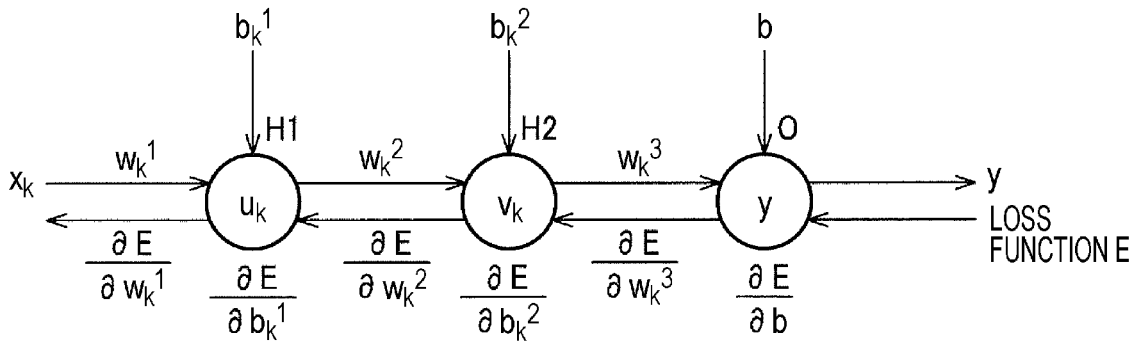 b_k^1 b_k^2 b
H1 H2 O
w_k^1 w_k^2 w_k^3
x_k u_k v_k y y
LOSS
FUNCTION E
∂E/∂w_k^1 ∂E/∂b_k^1 ∂E/∂w_k^2 ∂E/∂b_k^2 ∂E/∂w_k^3 ∂E/∂b